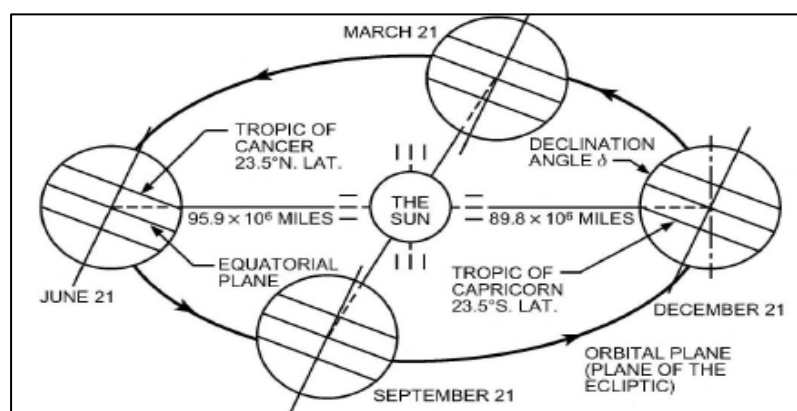 MARCH 21
TROPIC OF
CANCER
23.5°N. LAT.
DECLINATION
ANGLE δ
THE
SUN
95.9 × 10⁶ MILES
89.8 × 10⁶ MILES
EQUATORIAL
PLANE
TROPIC OF
CAPRICORN
23.5°S. LAT.
JUNE 21
DECEMBER 21
SEPTEMBER 21
ORBITAL PLANE
(PLANE OF THE
ECLIPTIC)